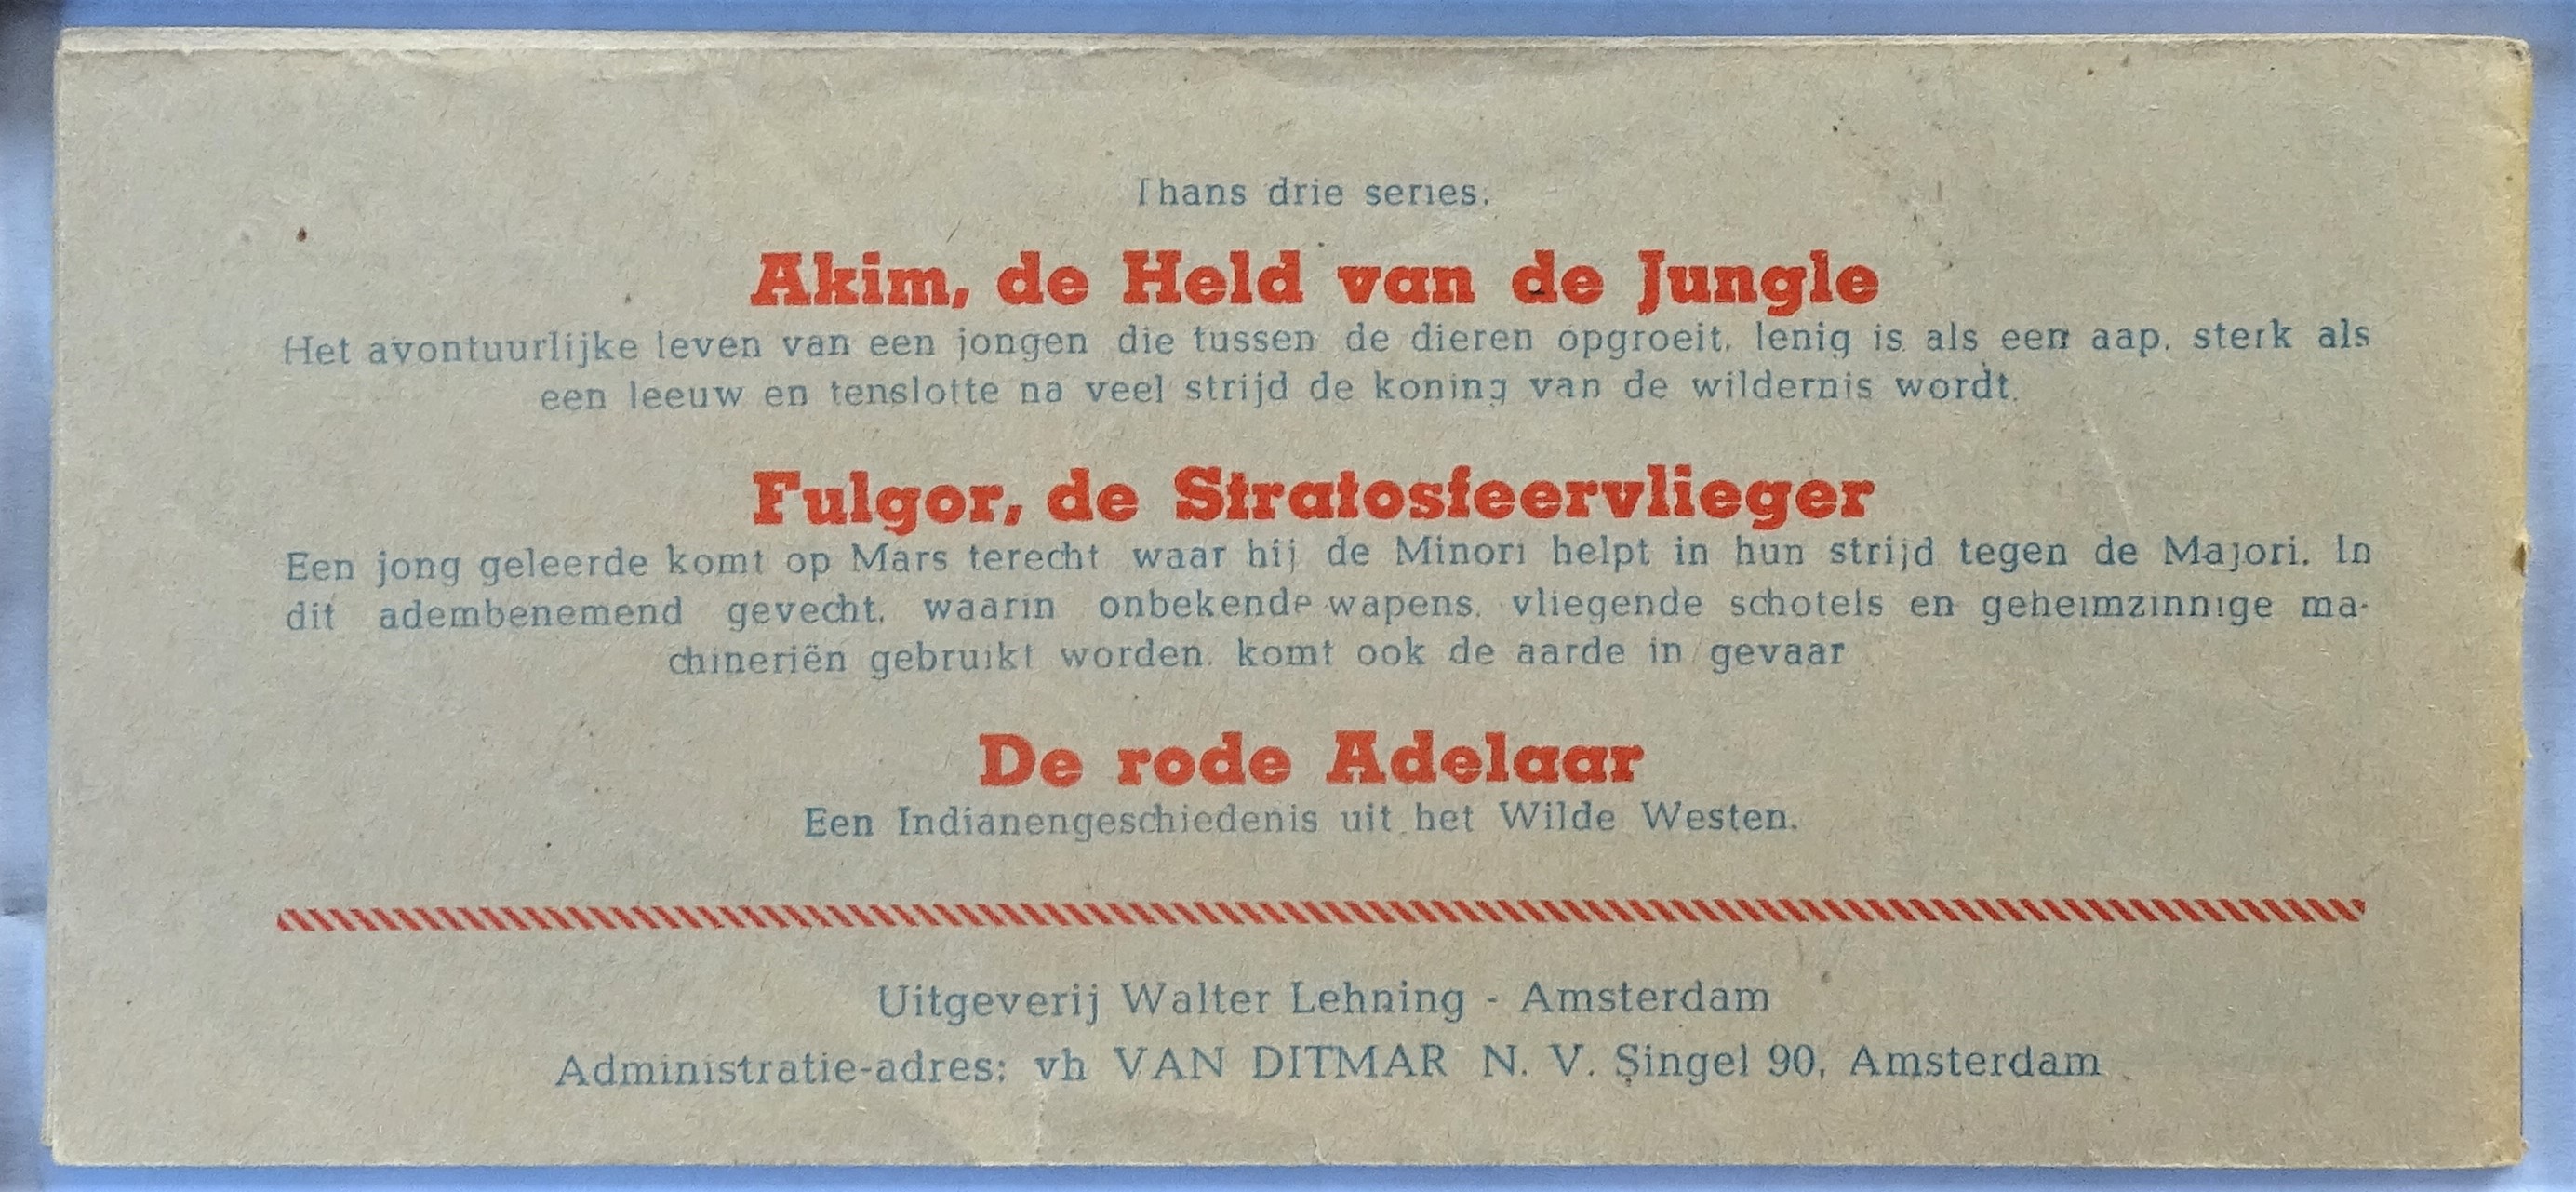 Thans drie series:
Akim, de Held van de Jungle
Het avontuurlijke leven van een jongen die tussen de dieren opgroeit, lenig is als een aap, sterk als
een leeuw en tenslotte na veel strijd de koning van de wildernis wordt.
Fulgor, de Stratosfeervlieger
Een jong geleerde komt op Mars terecht waar hij de Minori helpt in hun strijd tegen de Majori. In
dit adembenemend gevecht, waarin onbekende wapens, vliegende schotels en geheimzinnige ma-
chineriën gebruikt worden, komt ook de aarde in gevaar
De rode Adelaar
Een Indianengeschiedenis uit het Wilde Westen.
Uitgeverij Walter Lehning - Amsterdam
Administratie-adres: vh VAN DITMAR N. V. Singel 90, Amsterdam